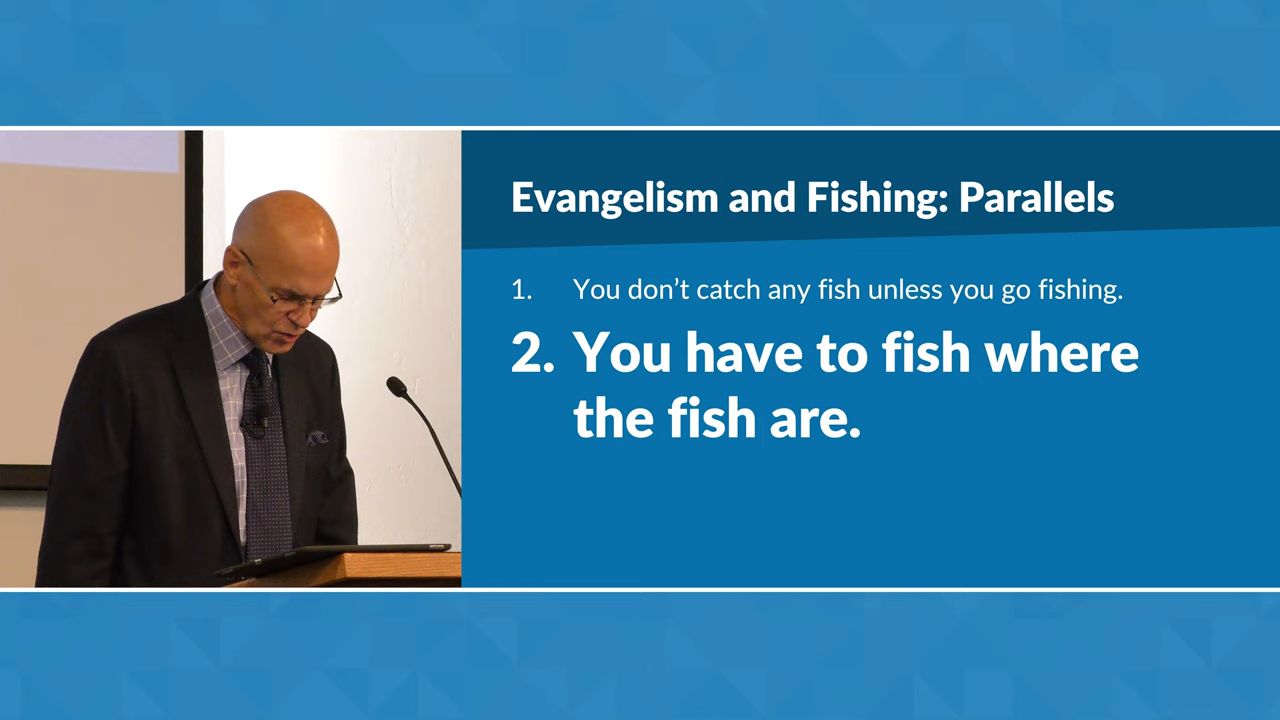 Evangelism and Fishing: Parallels
1. You don’t catch any fish unless you go fishing.
2. You have to fish where
the fish are.